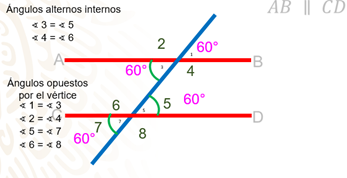 Ángulos alternos internos
∢ 3 = ∢ 5
∢ 4 = ∢ 6
AB ∥ CD
2
60°
1
A
B
60°
3
4
Ángulos opuestos
por el vértice
∢ 1 = ∢ 3
∢ 2 = ∢ 4
∢ 5 = ∢ 7
∢ 6 = ∢ 8
6
5
60°
D
60°
7
8